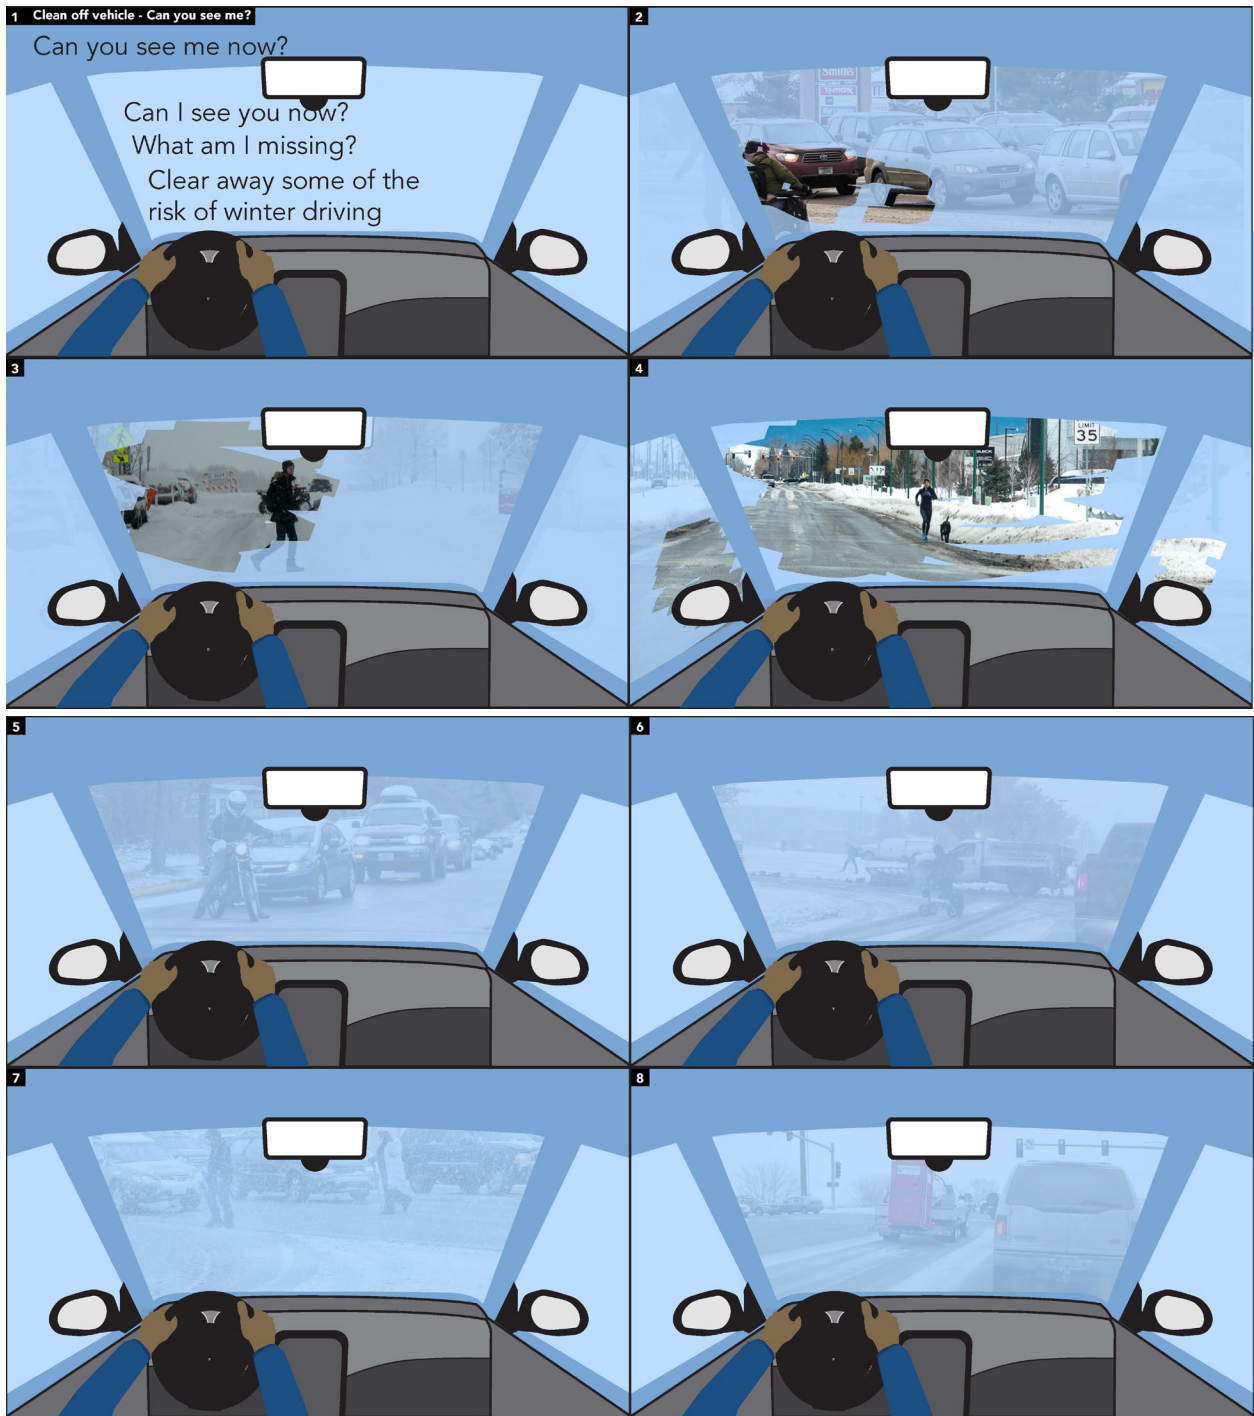 1 Clean off vehicle - Can you see me?
Can you see me now?
Can I see you now?
What am I missing?
Clear away some of the
risk of winter driving
2
Smiths
3
4
LIMIT
35
5
6
7
8